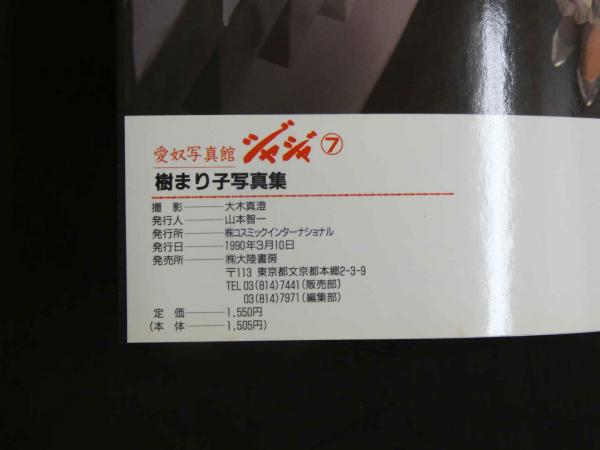 愛奴写真館 ジャジャ⑦
樹まり子写真集
撮影―――大木真澄
発行人―――山本智一
発行所―――㈱コスミックインターナショナル
発行日―――1990年3月10日
発売所―――㈱大陸書房
〒113 東京都文京都本郷2-3-9
TEL 03(814)7441(販売部)
03(814)7971(編集部)
定価―――1,550円
(本体―――1,505円)